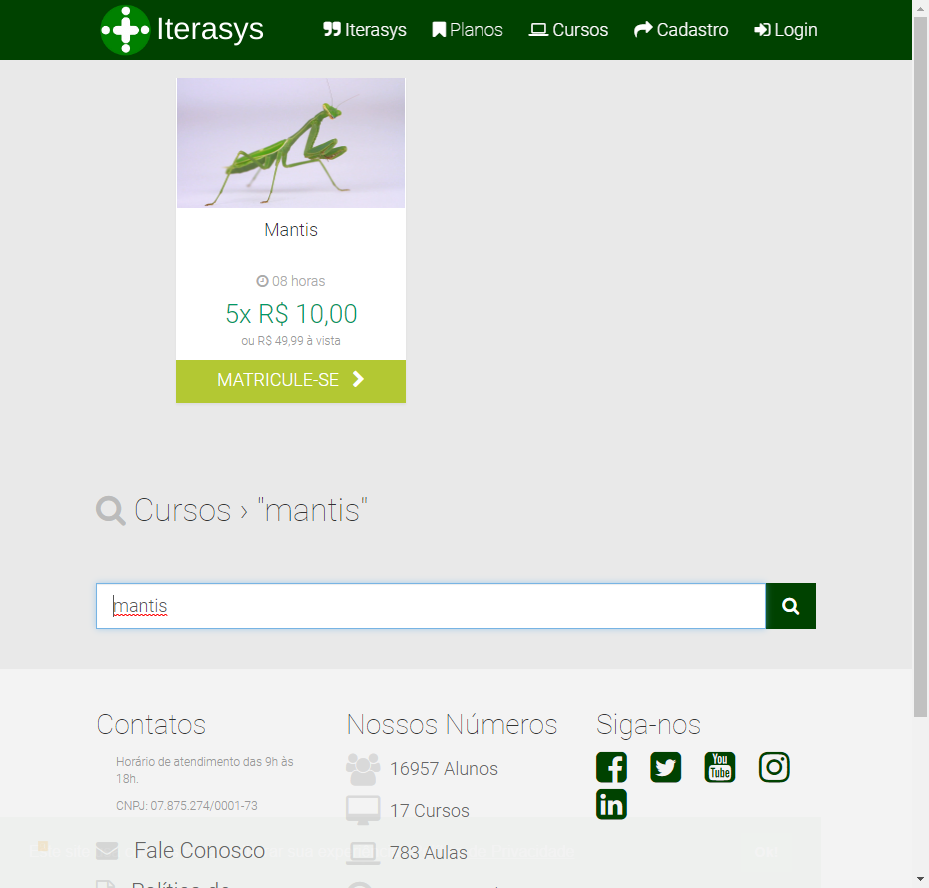 Iterasys
Iterasys
Planos
Cursos
Cadastro
Login
Mantis
08 horas
5x R$ 10,00
ou R$ 49,99 à vista
MATRICULE-SE
Cursos › "mantis"
mantis
Contatos
Horário de atendimento das 9h às
18h.
CNPJ: 07.875.274/0001-73
Fale Conosco
Política de
Nossos Números
16957 Alunos
17 Cursos
783 Aulas
Siga-nos
You
Tube